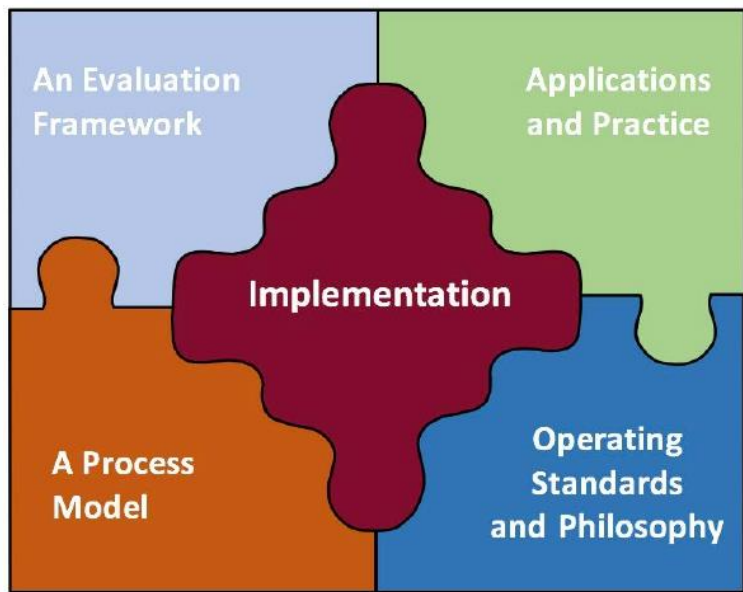 An Evaluation
Framework
Applications
and Practice
Implementation
A Process
Model
Operating
Standards
and Philosophy